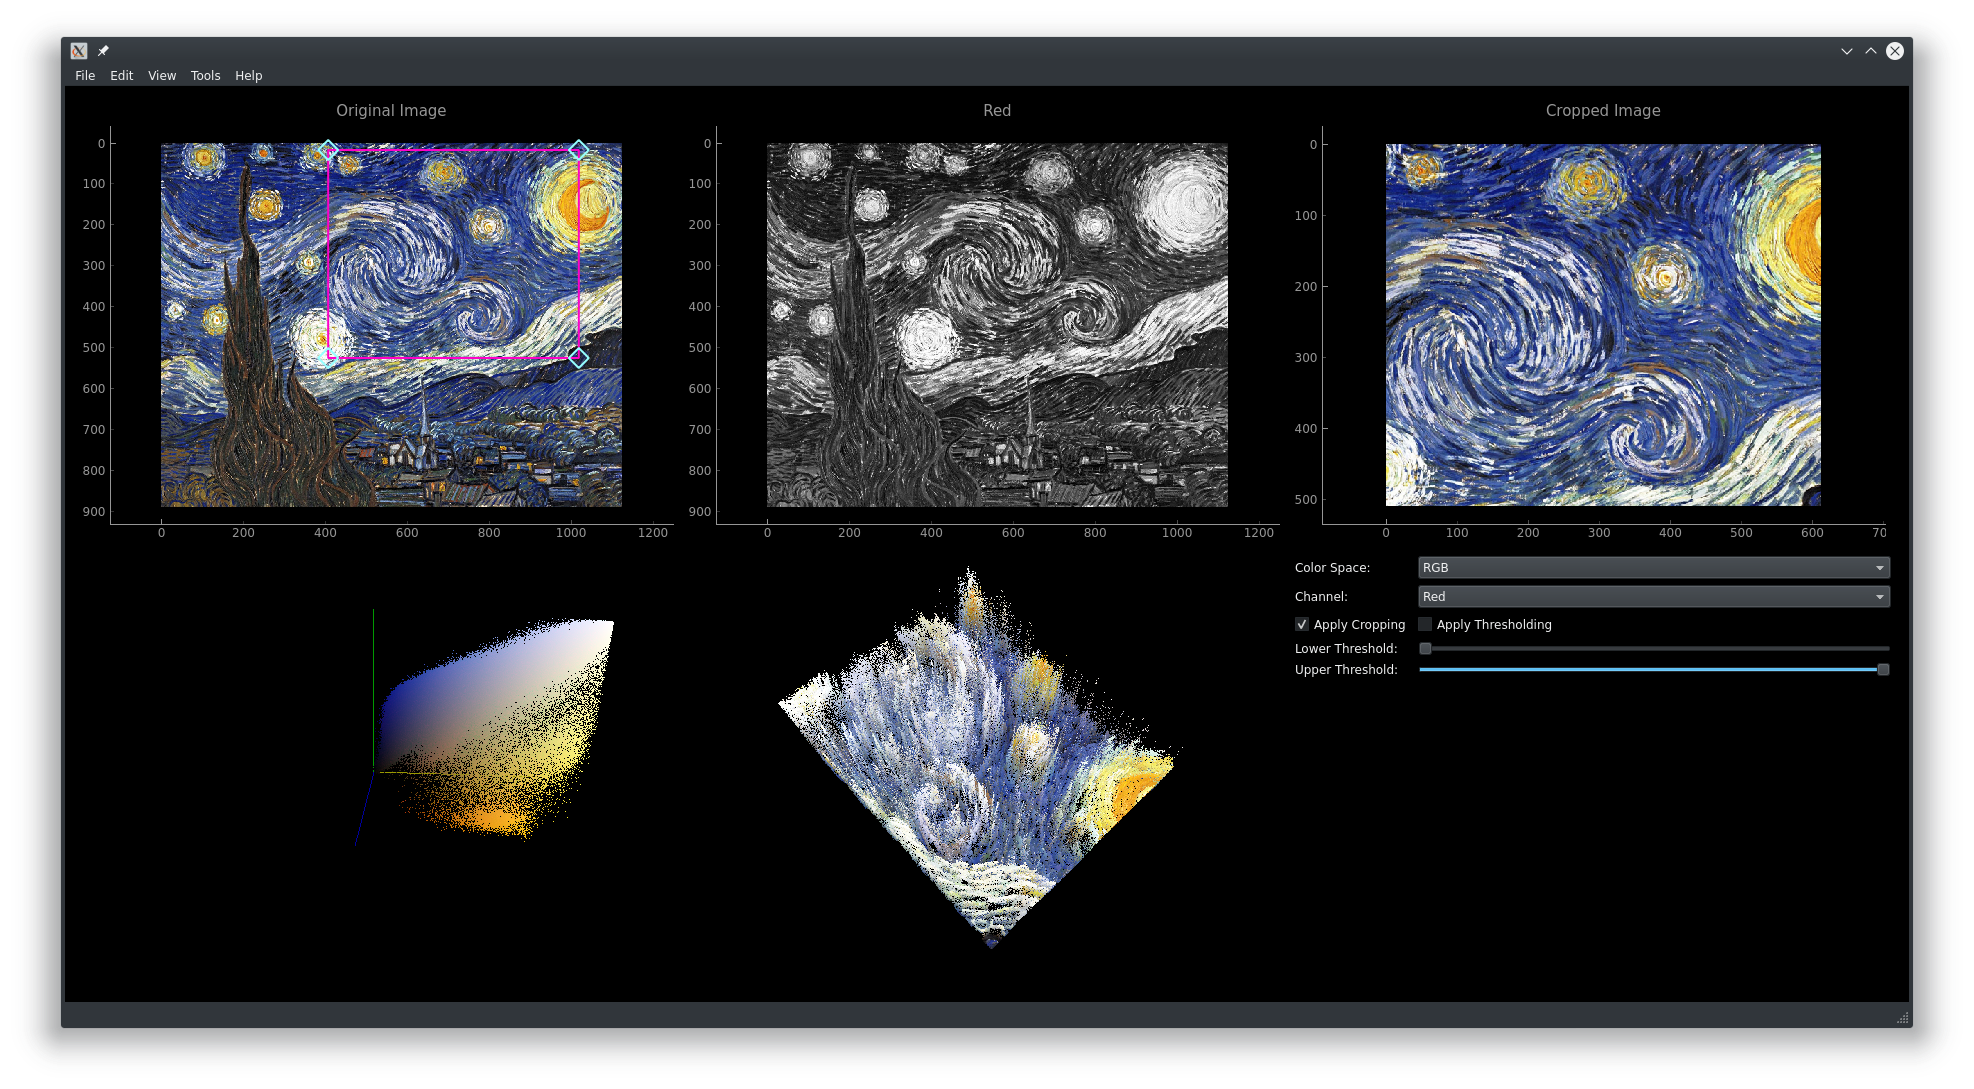 File Edit View Tools Help
Original Image
0
100
200
300
400
500
600
700
800
900
0 200 400 600 800 1000 1200
Red
0
100
200
300
400
500
600
700
800
900
0 200 400 600 800 1000 1200
Cropped Image
0
100
200
300
400
500
0 100 200 300 400 500 600 70
Color Space: RGB
Channel: Red
Apply Cropping Apply Thresholding
Lower Threshold:
Upper Threshold: